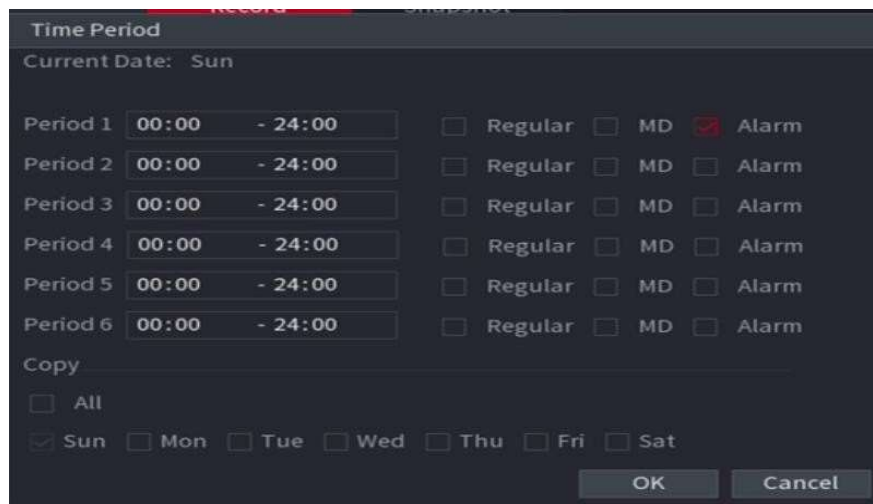 Record Snapshot
Time Period
Current Date: Sun
Period 1 00:00 - 24:00 Regular MD Alarm
Period 2 00:00 - 24:00 Regular MD Alarm
Period 3 00:00 - 24:00 Regular MD Alarm
Period 4 00:00 - 24:00 Regular MD Alarm
Period 5 00:00 - 24:00 Regular MD Alarm
Period 6 00:00 - 24:00 Regular MD Alarm
Copy
All
Sun Mon Tue Wed Thu Fri Sat
OK Cancel